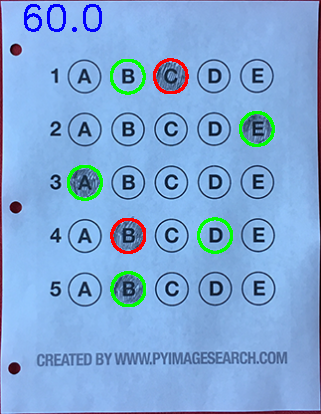 60.0
1 A B C D E
2 A B C D E
3 A B C D E
4 A B C D E
5 A B C D E
CREATED BY WWW.PYIMAGESEARCH.COM